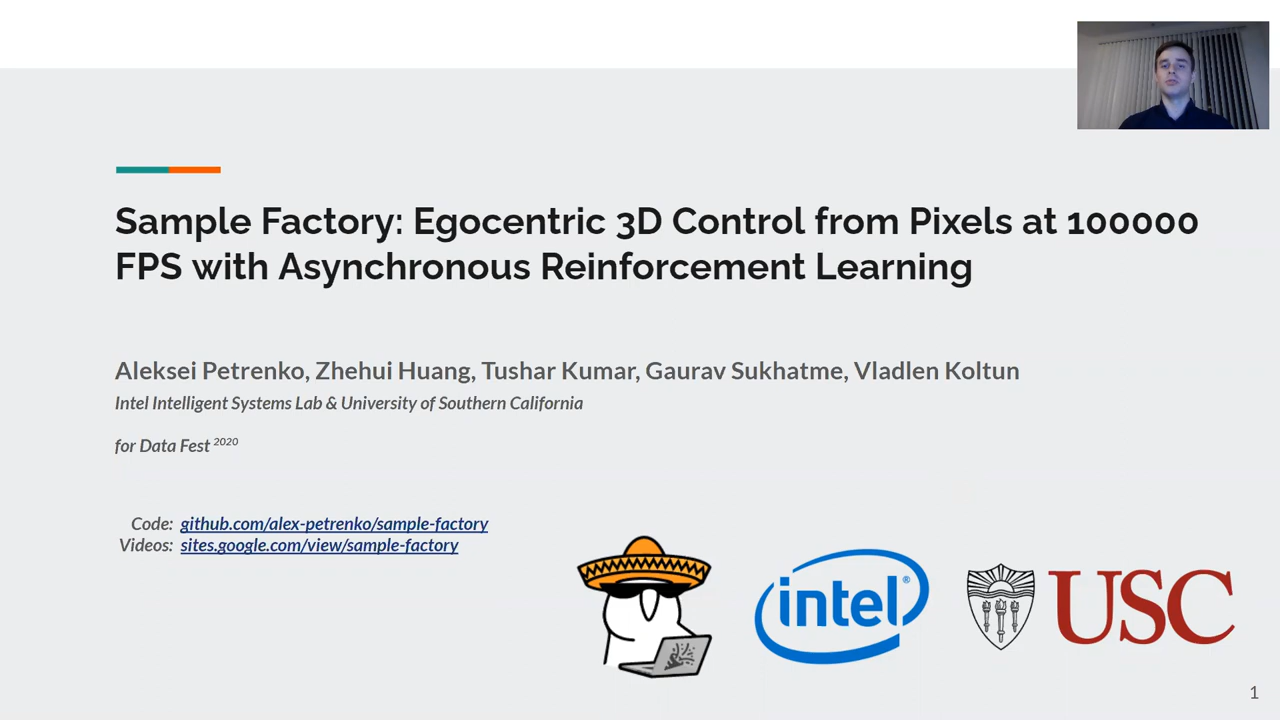 Sample Factory: Egocentric 3D Control from Pixels at 100000
FPS with Asynchronous Reinforcement Learning
Aleksei Petrenko, Zhehui Huang, Tushar Kumar, Gaurav Sukhatme, Vladlen Koltun
Intel Intelligent Systems Lab & University of Southern California
for Data Fest 2020
Code: github.com/alex-petrenko/sample-factory
Videos: sites.google.com/view/sample-factory
intel®
USC
1